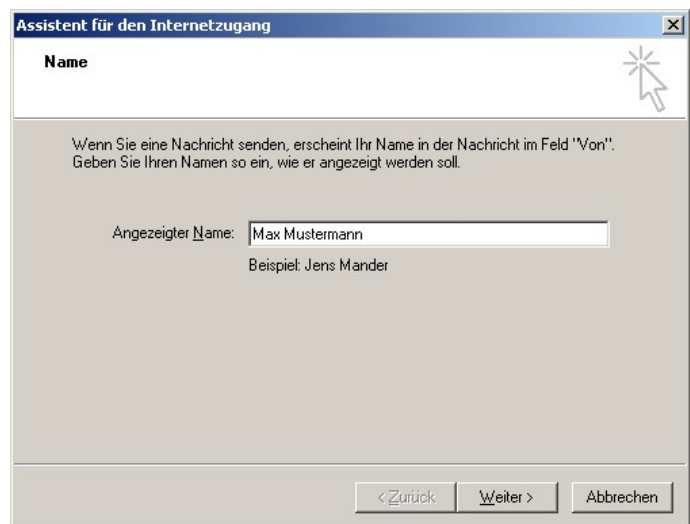 Assistent für den Internetzugang
Name
Wenn Sie eine Nachricht senden, erscheint Ihr Name in der Nachricht im Feld "Von".
Geben Sie Ihren Namen so ein, wie er angezeigt werden soll.
Angezeigter Name: Max Mustermann
Beispiel: Jens Mander
< Zurück Weiter > Abbrechen